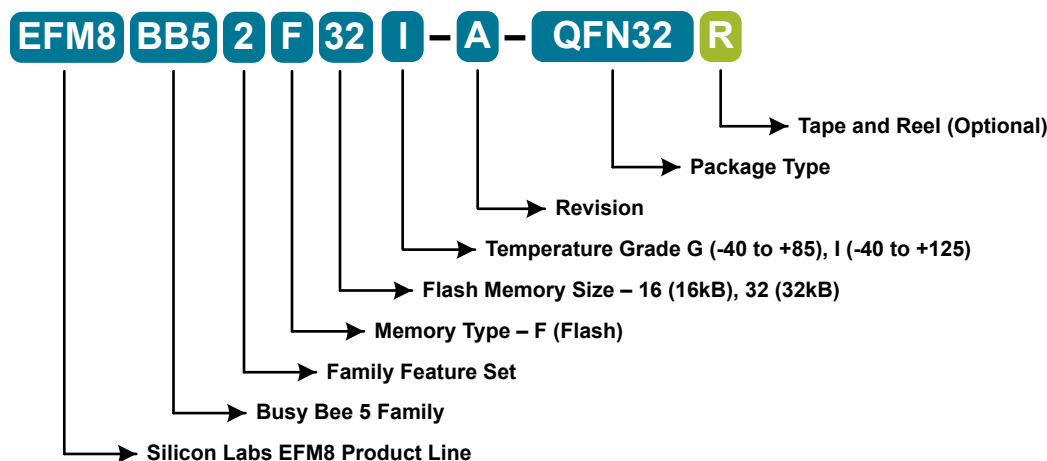 EFM8 BB5 2 F 32 I – A – QFN32 R
Tape and Reel (Optional)
Package Type
Revision
Temperature Grade G (-40 to +85), I (-40 to +125)
Flash Memory Size – 16 (16kB), 32 (32kB)
Memory Type – F (Flash)
Family Feature Set
Busy Bee 5 Family
Silicon Labs EFM8 Product Line